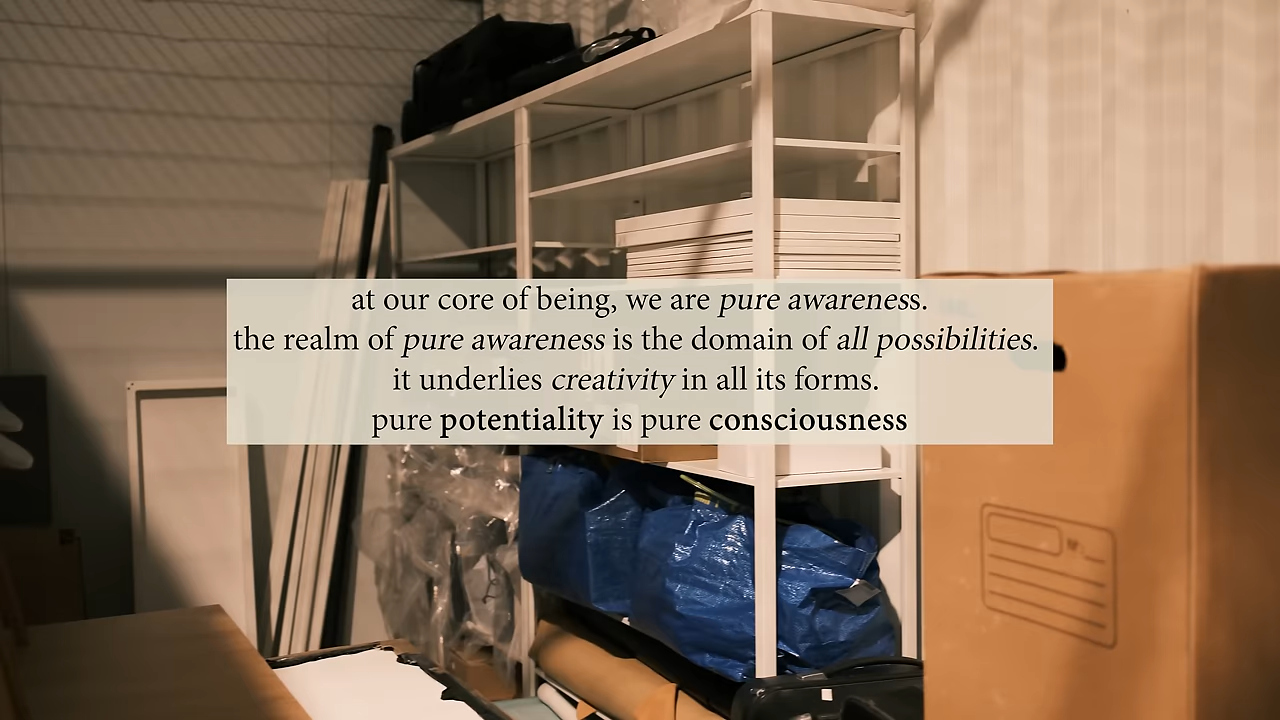 at our core of being, we are pure awareness.
the realm of pure awareness is the domain of all possibilities.
it underlies creativity in all its forms.
pure potentiality is pure consciousness